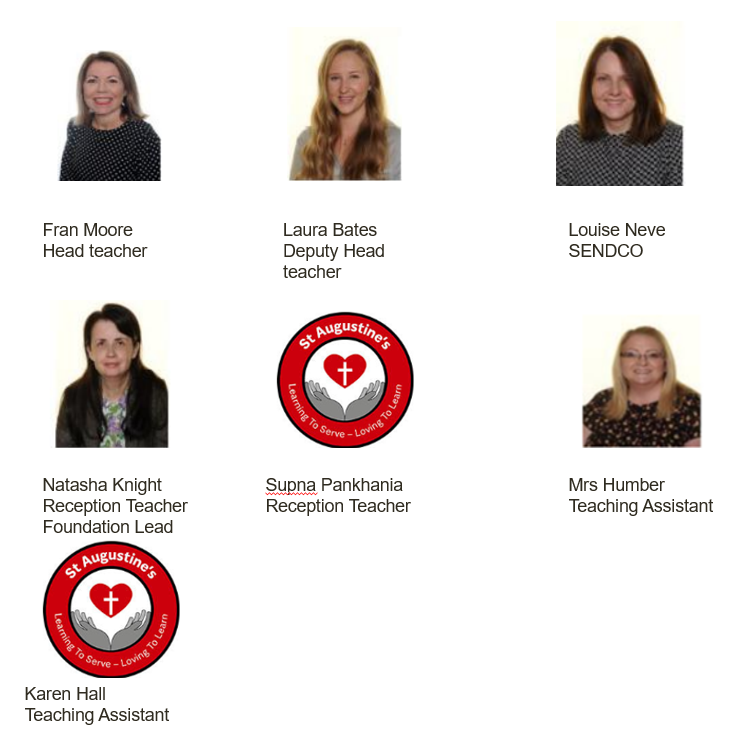 Fran Moore
Head teacher
Laura Bates
Deputy Head
teacher
Louise Neve
SENDCO
St Augustine's
Learning To Serve – Loving To Learn
Natasha Knight
Reception Teacher
Foundation Lead
Supna Pankhania
Reception Teacher
Mrs Humber
Teaching Assistant
St Augustine's
Learning To Serve – Loving To Learn
Karen Hall
Teaching Assistant